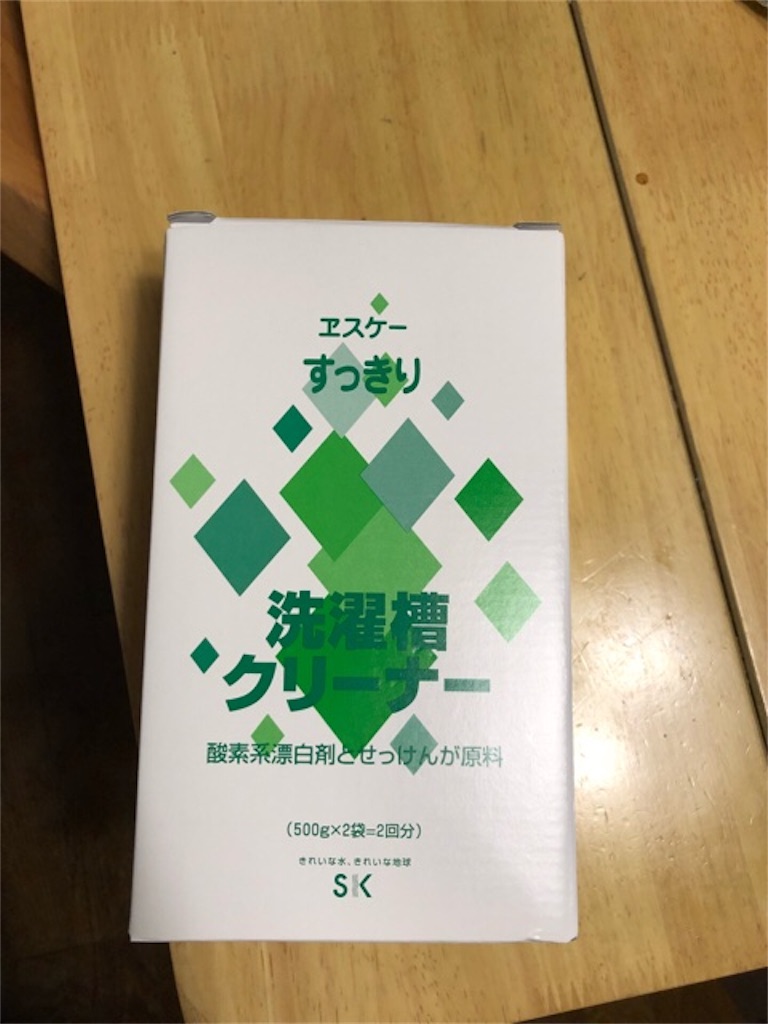 ヱスケー
すっきり
洗濯槽
クリーナー
酸素系漂白剤とせっけんが原料
(500g×2袋=2回分)
きれいな水、きれいな地球
SK